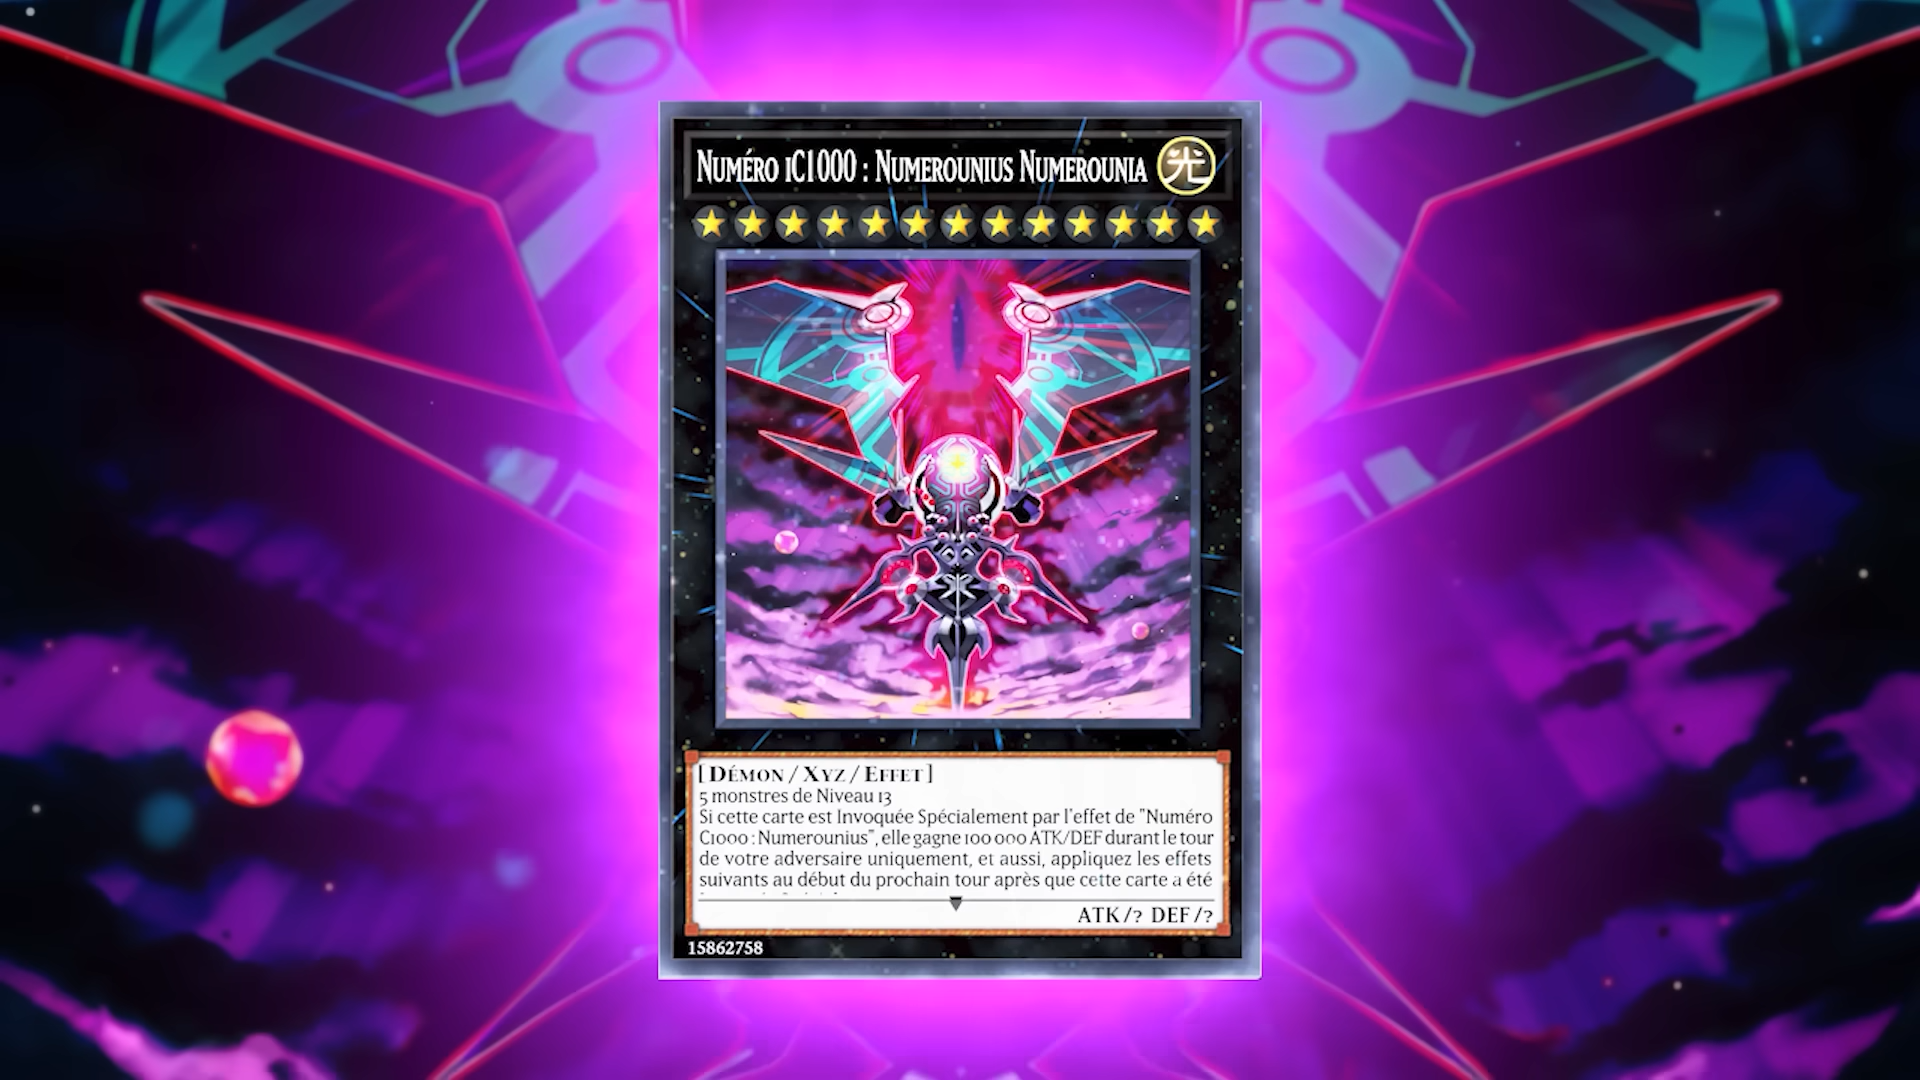 Numéro iC1000 : Numerounius Numerounia 光
[Démon / Xyz / Effet]
5 monstres de Niveau 13
Si cette carte est Invoquée Spécialement par l'effet de "Numéro
C1000 : Numerounius", elle gagne 100 000 ATK/DEF durant le tour
de votre adversaire uniquement, et aussi, appliquez les effets
suivants au début du prochain tour après que cette carte a été
ATK/? DEF/?
15862758